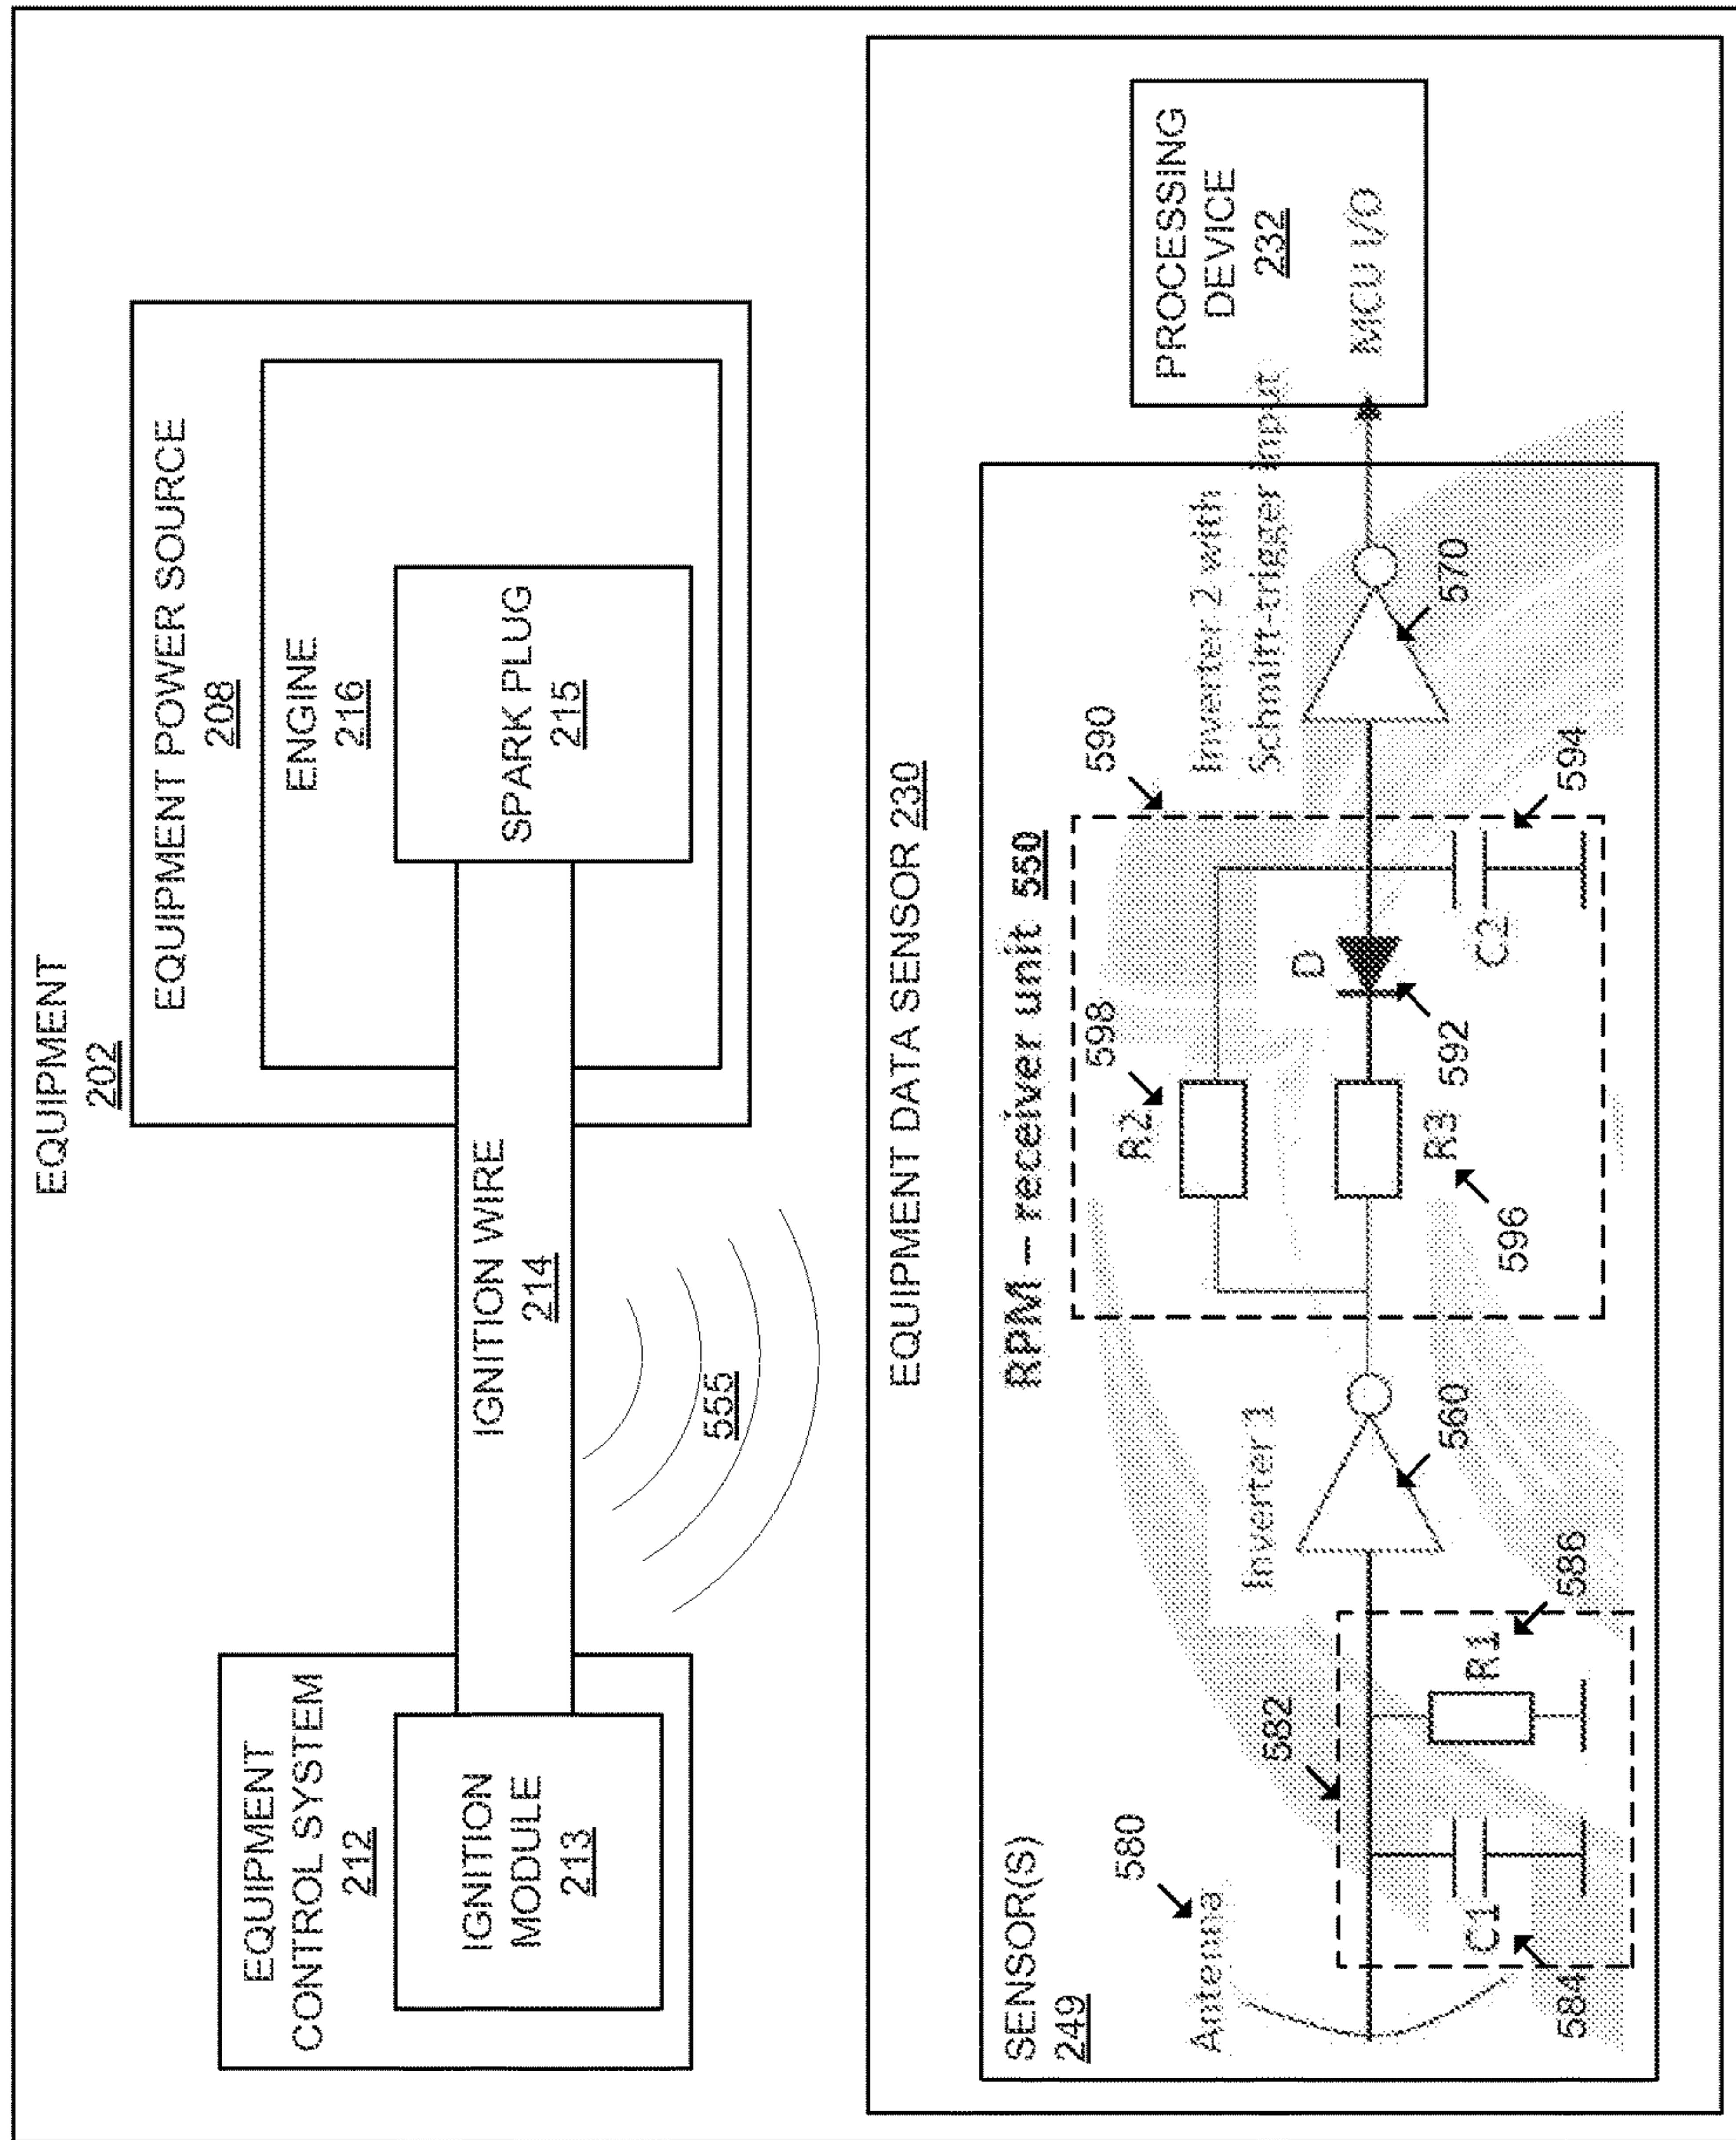 EQUIPMENT
202
EQUIPMENT
CONTROL SYSTEM
212
IGNITION
MODULE
213
IGNITION WIRE
214
555
EQUIPMENT POWER SOURCE
208
ENGINE
216
SPARK PLUG
215
EQUIPMENT DATA SENSOR 230
SENSOR(S)
249
RPM – receiver unit 550
Antenna
580
582
C1
584
R1
586
Inverter 1
560
590
R2
598
R3
596
D
592
C2
594
Inverter 2 with
Schmitt-trigger input
570
PROCESSING
DEVICE
232
MCU I/O